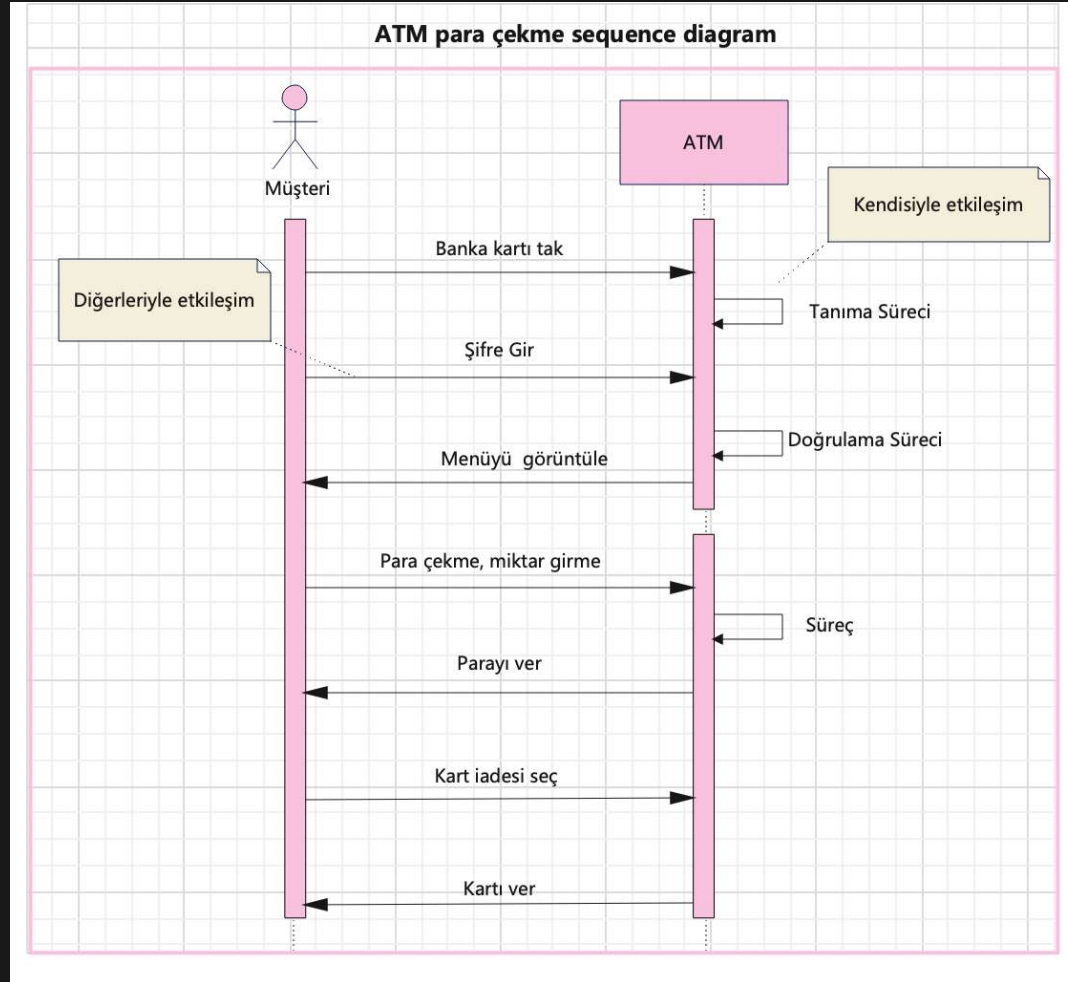 ATM para çekme sequence diagram
ATM
Müşteri
Kendisiyle etkileşim
Banka kartı tak
Diğerleriyle etkileşim
Tanıma Süreci
Şifre Gir
Doğrulama Süreci
Menüyü görüntüle
Para çekme, miktar girme
Süreç
Parayı ver
Kart iadesi seç
Kartı ver